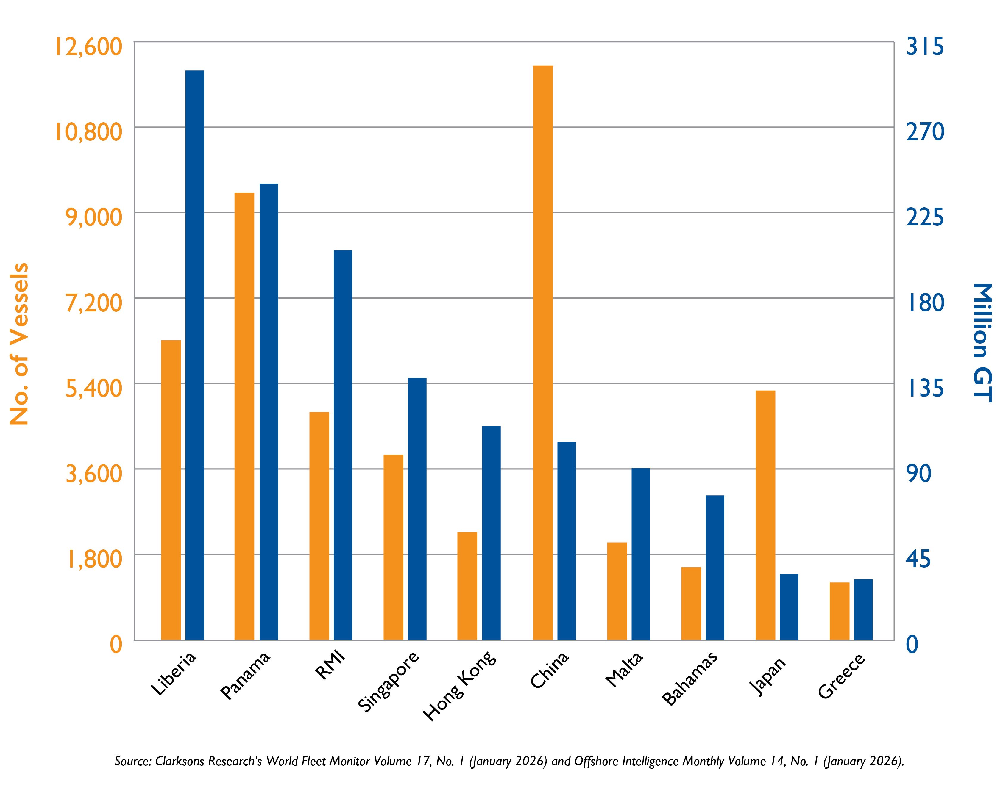 12,600
10,800
9,000
7,200
5,400
3,600
1,800
0
No. of Vessels
315
270
225
180
135
90
45
0
Million GT
Liberia
Panama
RMI
Singapore
Hong Kong
China
Malta
Bahamas
Japan
Greece
Source: Clarksons Research's World Fleet Monitor Volume 17, No. 1 (January 2026) and Offshore Intelligence Monthly Volume 14, No. 1 (January 2026).